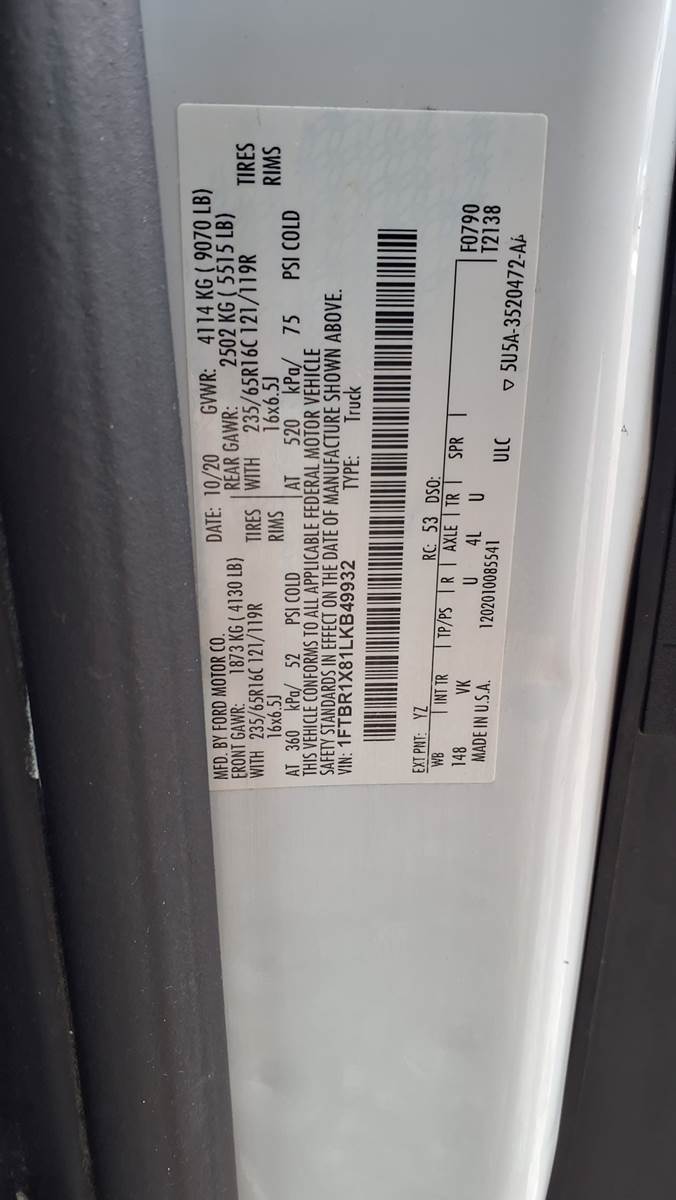 MFD. BY FORD MOTOR CO. DATE: 10/20 GVWR: 4114 KG ( 9070 LB)
FRONT GAWR: 1873 KG ( 4130 LB) REAR GAWR: 2502 KG ( 5515 LB)
WITH 235/65R16C 121/119R TIRES WITH 235/65R16C 121/119R TIRES
16x6.5J RIMS 16x6.5J RIMS
AT 360 kPa/ 52 PSI COLD AT 520 kPa/ 75 PSI COLD
THIS VEHICLE CONFORMS TO ALL APPLICABLE FEDERAL MOTOR VEHICLE
SAFETY STANDARDS IN EFFECT ON THE DATE OF MANUFACTURE SHOWN ABOVE.
VIN: 1FTBR1X81LKB49932 TYPE: Truck
EXT PNT: YZ RC: 53 DSO:
WB INT TR TP/PS R AXLE TR SPR F0790
148 VK U 4L U T2138
MADE IN U.S.A. 1202010085541 ULC ▽ 5U5A-3520472-AA